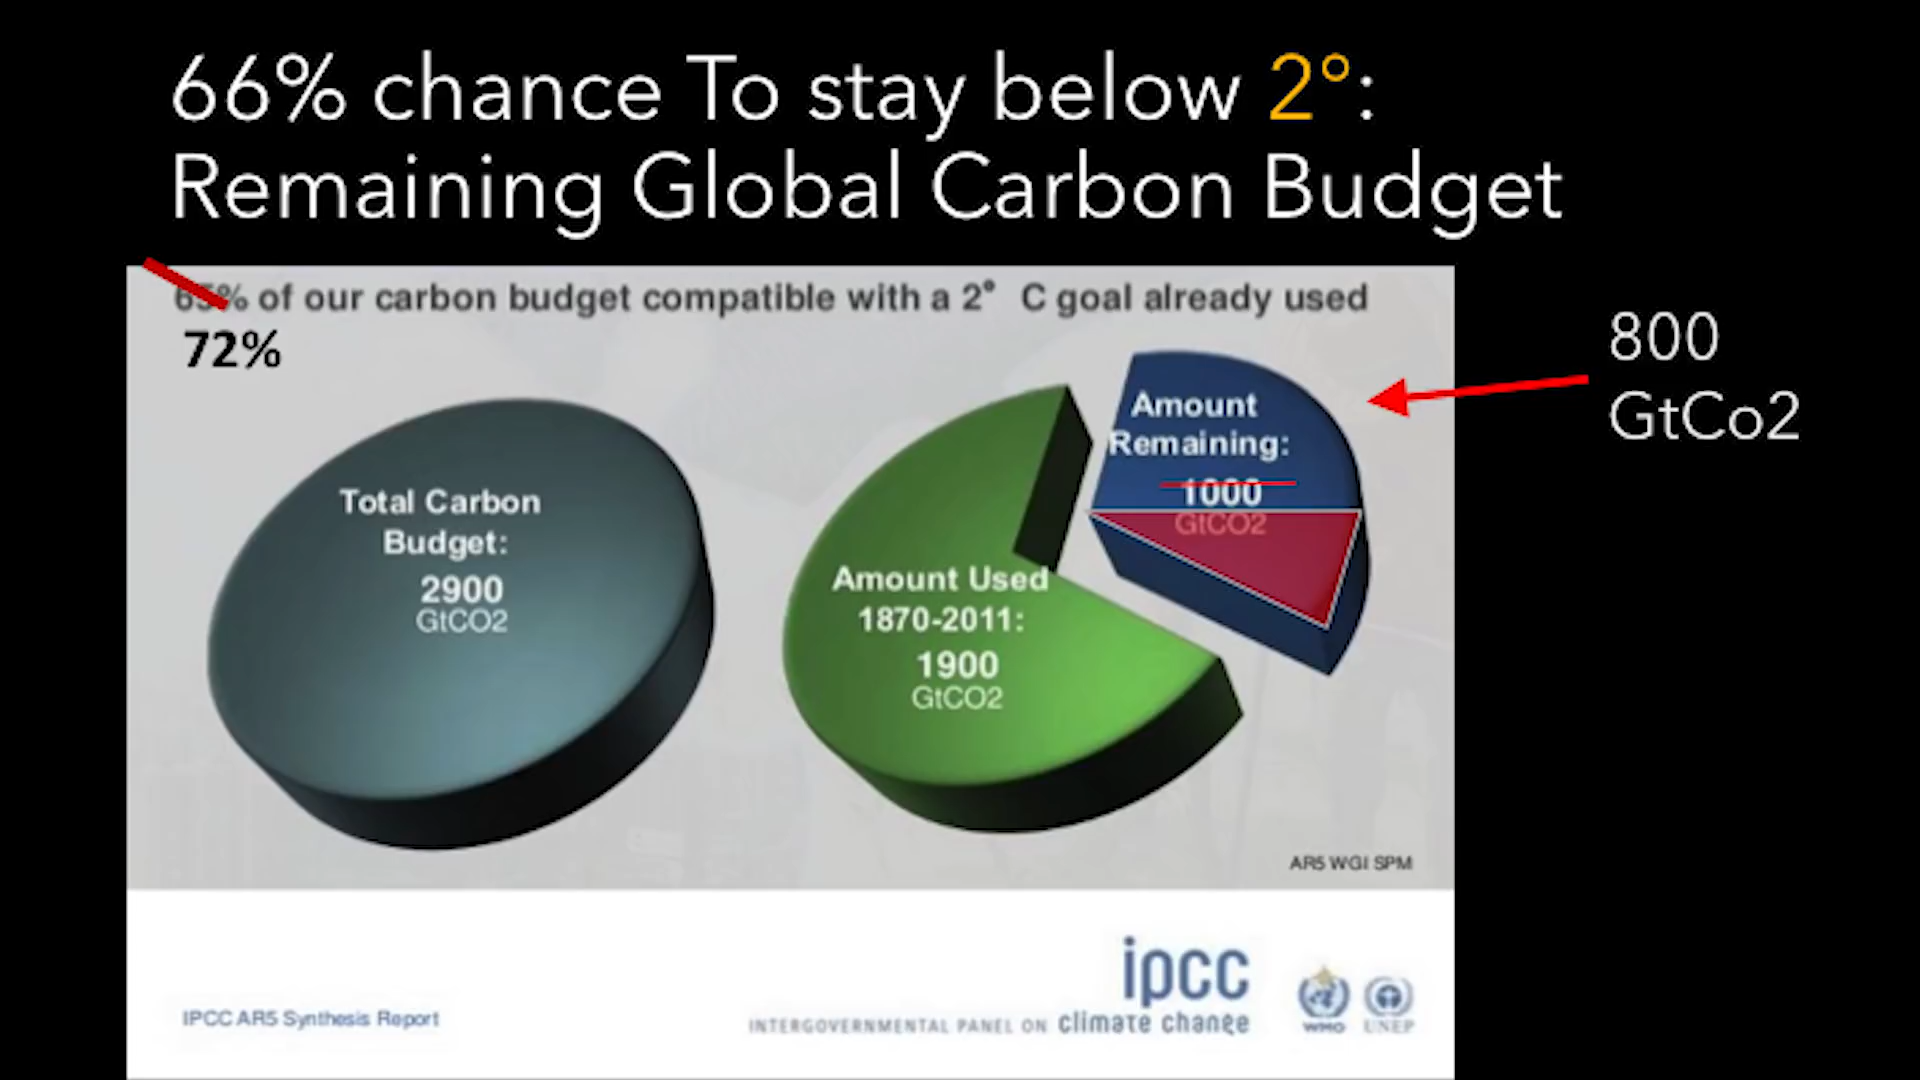 66% chance To stay below 2°:
Remaining Global Carbon Budget
65% of our carbon budget compatible with a 2° C goal already used
72%
800
GtCo2
Total Carbon
Budget:
2900
GtCO2
Amount Used
1870-2011:
1900
GtCO2
Amount
Remaining:
1000
GtCO2
AR5 WGI SPM
IPCC AR5 Synthesis Report
ipcc
INTERGOVERNMENTAL PANEL ON climate change
WMO
UNEP